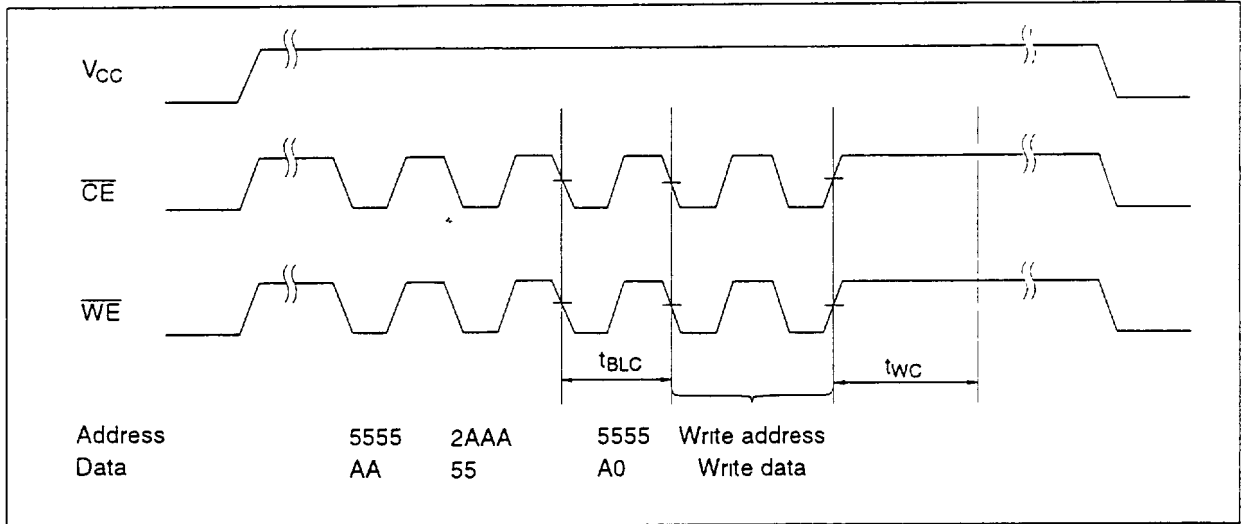 VCC
CE
WE
tBLC
tWC
Address 5555 2AAA 5555 Write address
Data AA 55 A0 Write data